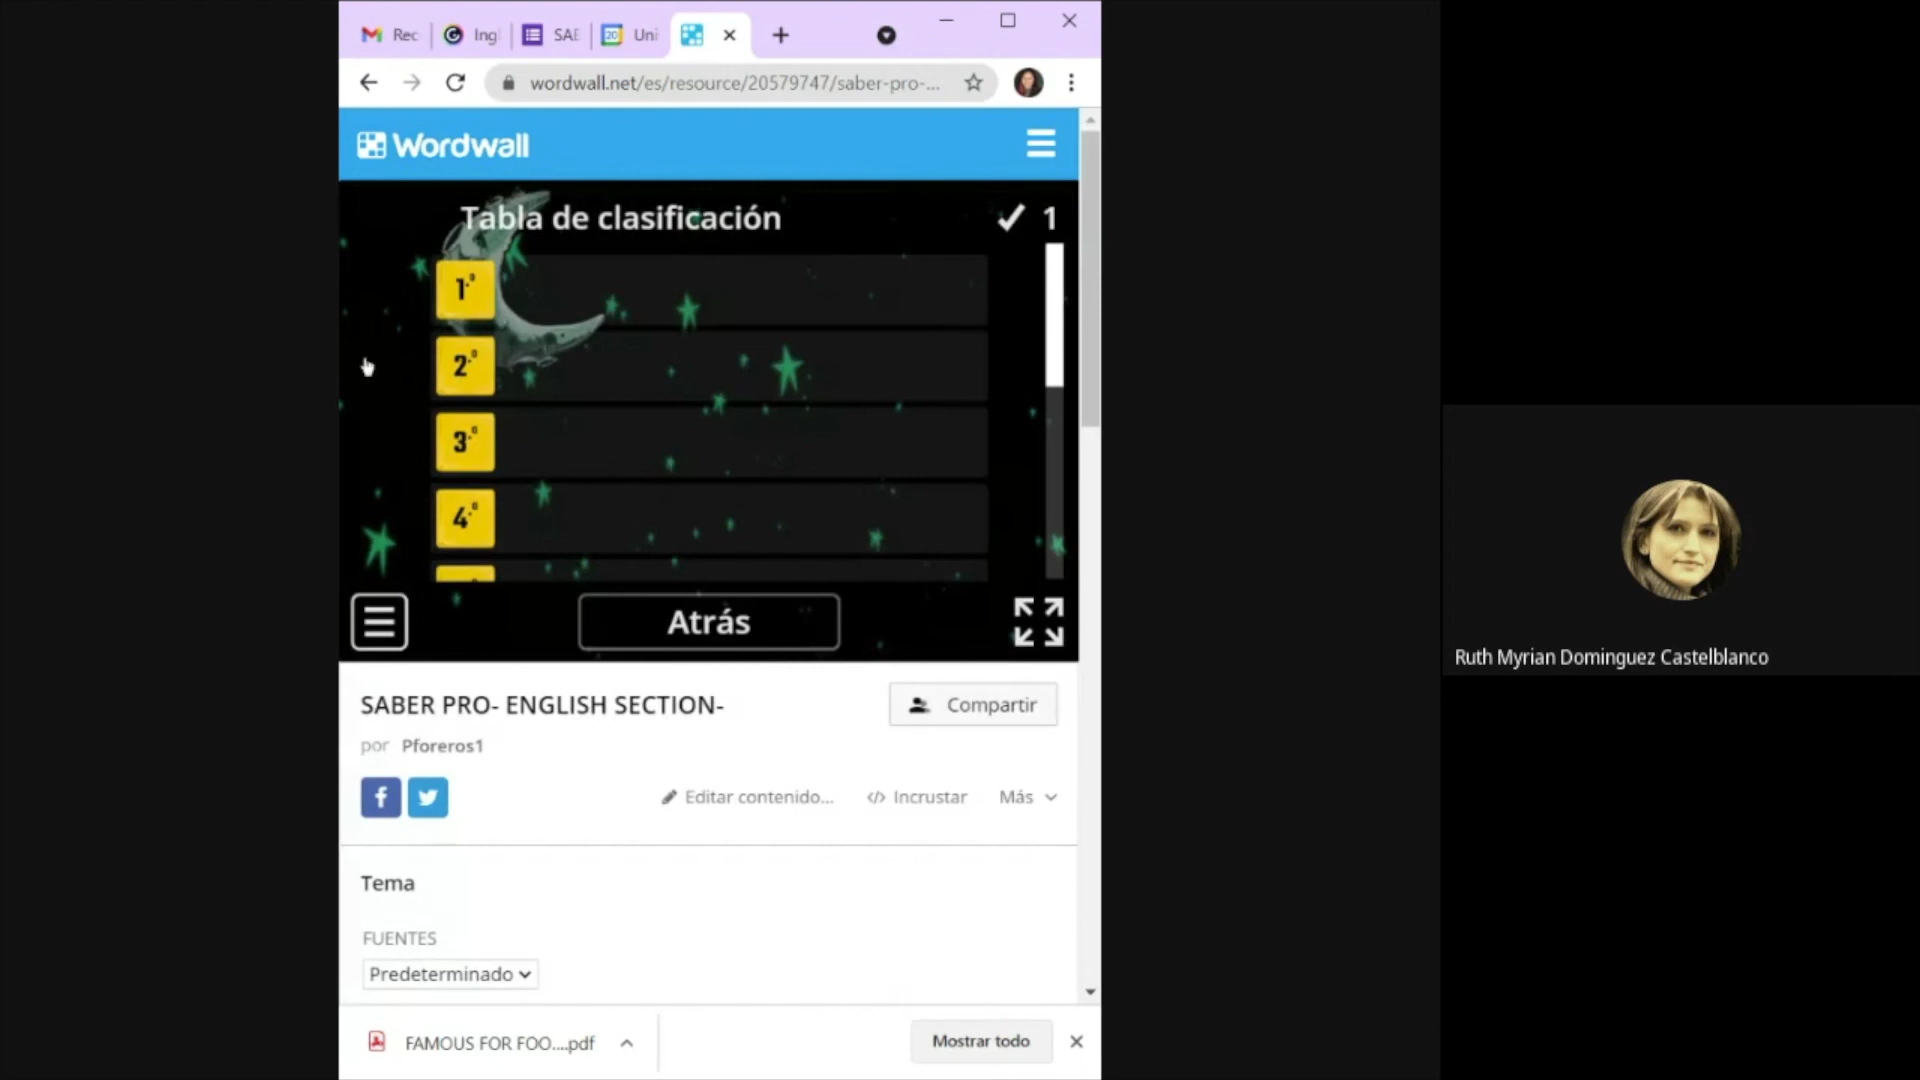 Rec
Ing
SAE
20
Uni
wordwall.net/es/resource/20579747/saber-pro-...
Wordwall
Tabla de clasificación
1
1.º
2.º
3.º
4.º
Atrás
SABER PRO- ENGLISH SECTION-
Compartir
por Pforeros1
Editar contenido...
Incrustar
Más
Tema
FUENTES
Predeterminado
FAMOUS FOR FOO....pdf
Mostrar todo
Ruth Myrian Dominguez Castelblanco